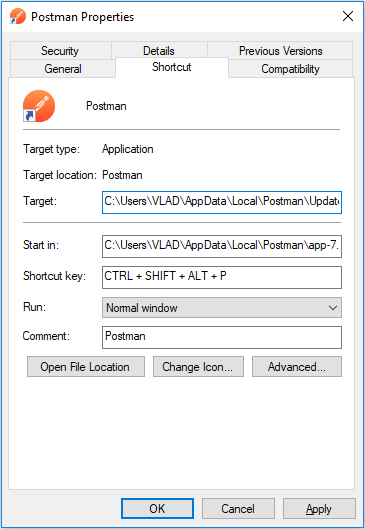 Postman Properties
Security Details Previous Versions
General Shortcut Compatibility
Postman
Target type: Application
Target location: Postman
Target: C:\Users\VLAD\AppData\Local\Postman\Update
Start in: C:\Users\VLAD\AppData\Local\Postman\app-7.
Shortcut key: CTRL + SHIFT + ALT + P
Run: Normal window
Comment: Postman
Open File Location Change Icon... Advanced...
OK Cancel Apply